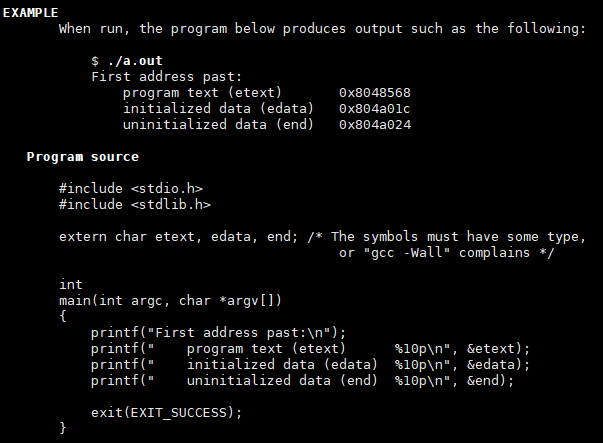 EXAMPLE
When run, the program below produces output such as the following:
$ ./a.out
First address past:
program text (etext)       0x8048568
initialized data (edata)   0x804a01c
uninitialized data (end)   0x804a024
Program source
#include <stdio.h>
#include <stdlib.h>
extern char etext, edata, end; /* The symbols must have some type,
or "gcc -Wall" complains */
int
main(int argc, char *argv[])
{
printf("First address past:\n");
printf("    program text (etext)      %10p\n", &etext);
printf("    initialized data (edata)  %10p\n", &edata);
printf("    uninitialized data (end)  %10p\n", &end);
exit(EXIT_SUCCESS);
}